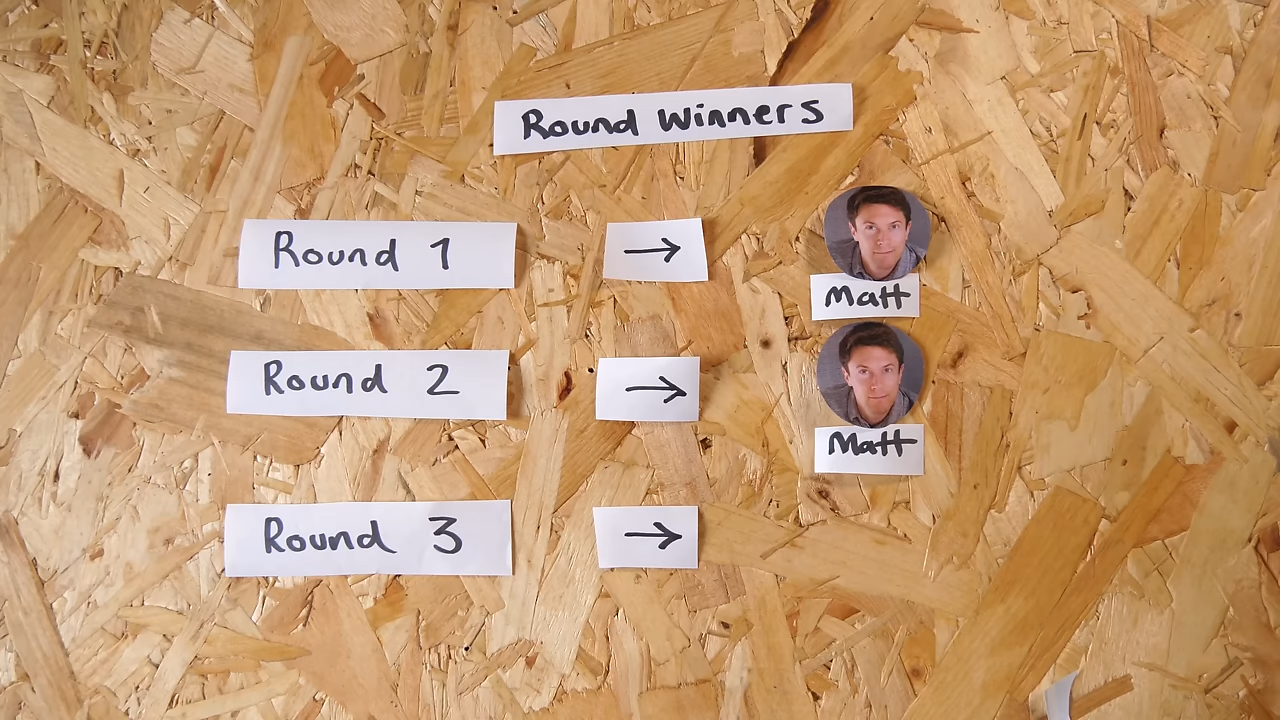 Round Winners
Round 1 → Matt
Round 2 → Matt
Round 3 →